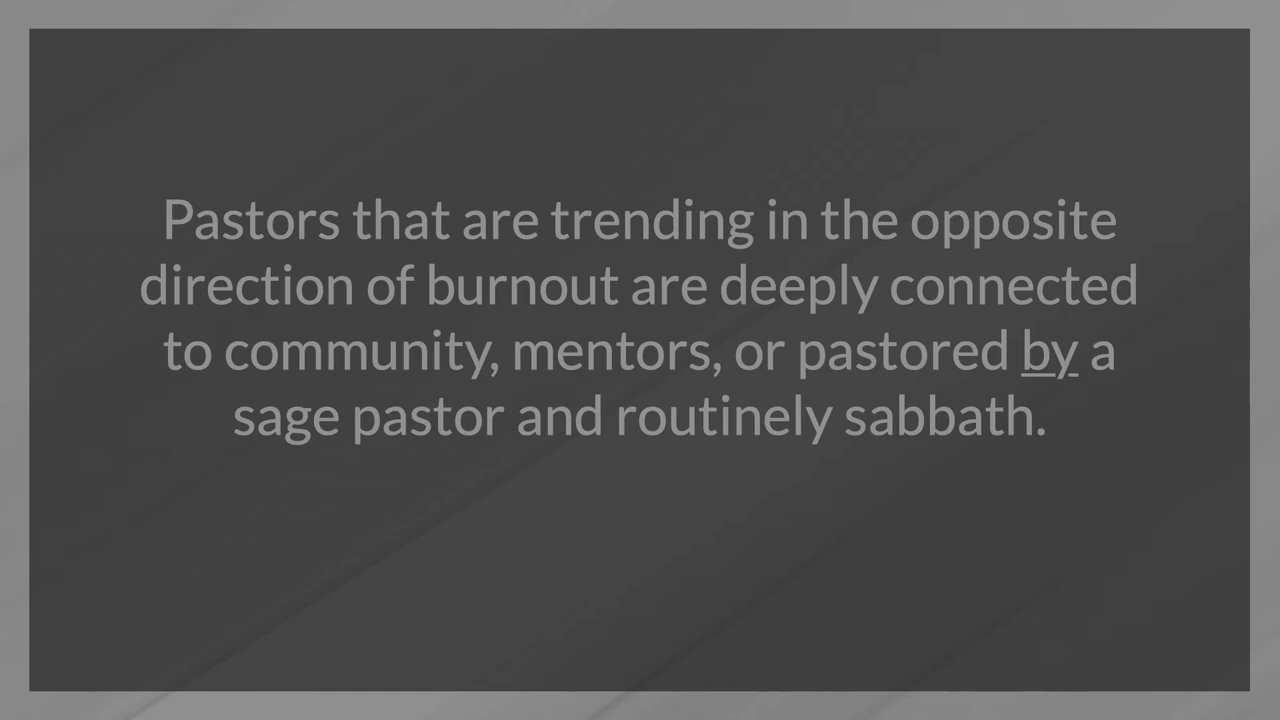 Pastors that are trending in the opposite
direction of burnout are deeply connected
to community, mentors, or pastored by a
sage pastor and routinely sabbath.